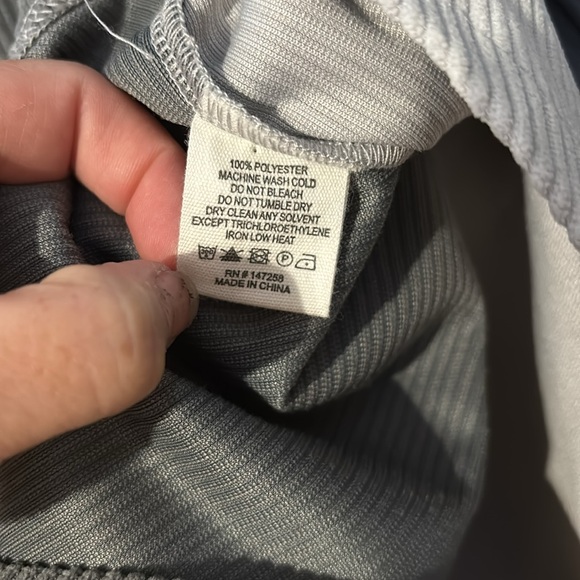 100% POLYESTER
MACHINE WASH COLD
DO NOT BLEACH
DO NOT TUMBLE DRY
DRY CLEAN ANY SOLVENT
EXCEPT TRICHLOROETHYLENE
IRON LOW HEAT
P
RN # 147258
MADE IN CHINA